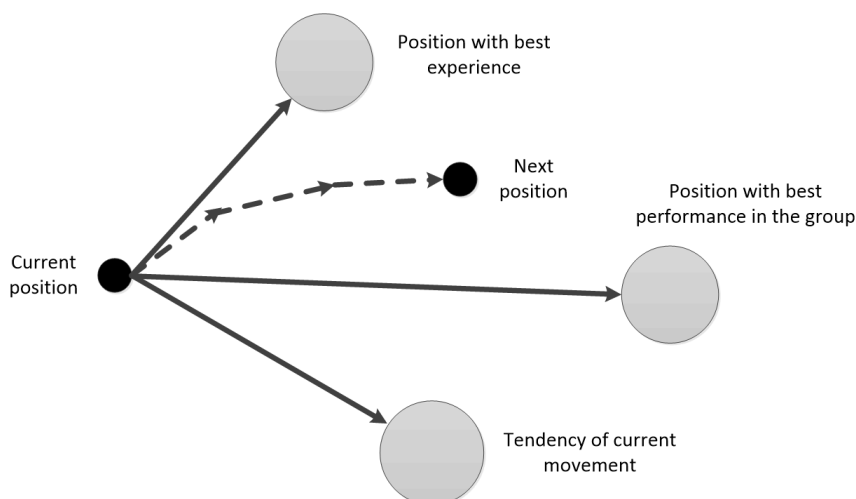 Position with best
experience
Next
position
Position with best
performance in the group
Current
position
Tendency of current
movement